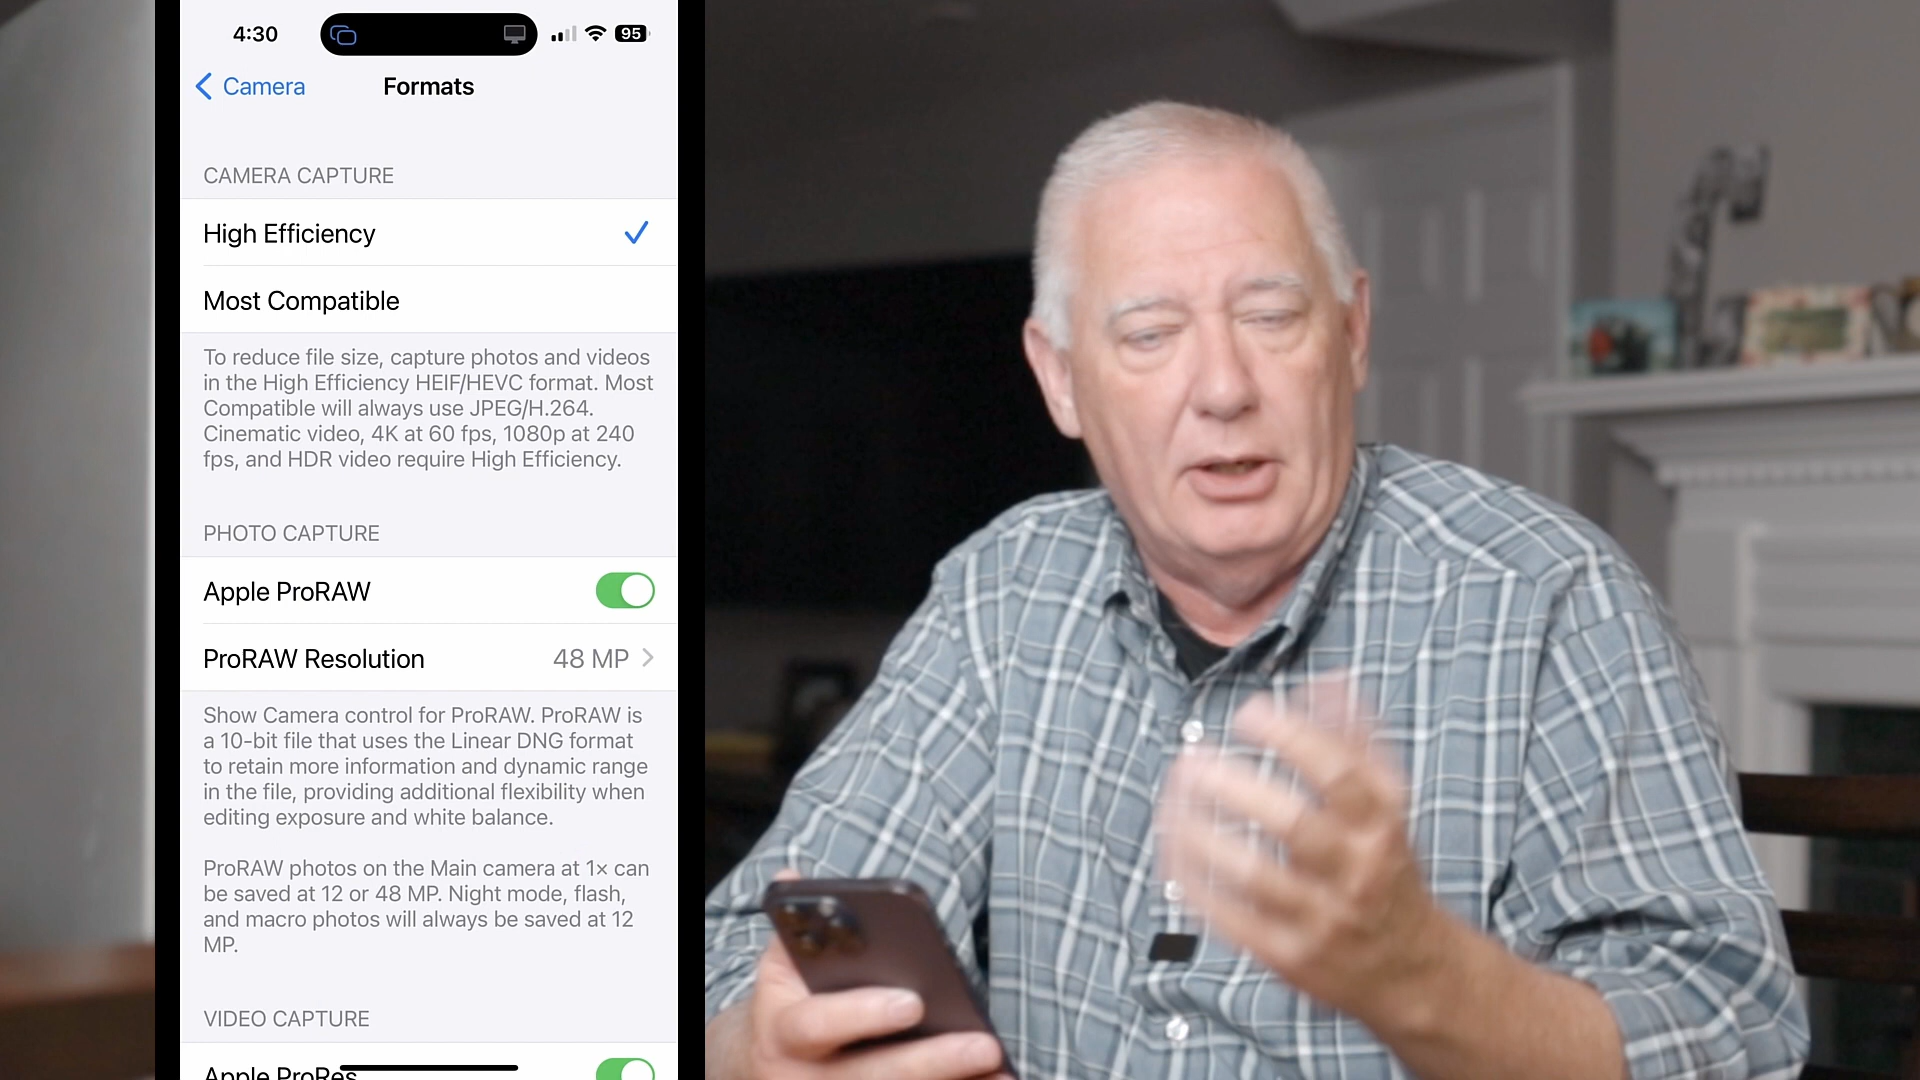 4:30
95
Camera
Formats
CAMERA CAPTURE
High Efficiency
Most Compatible
To reduce file size, capture photos and videos
in the High Efficiency HEIF/HEVC format. Most
Compatible will always use JPEG/H.264.
Cinematic video, 4K at 60 fps, 1080p at 240
fps, and HDR video require High Efficiency.
PHOTO CAPTURE
Apple ProRAW
ProRAW Resolution 48 MP
Show Camera control for ProRAW. ProRAW is
a 10-bit file that uses the Linear DNG format
to retain more information and dynamic range
in the file, providing additional flexibility when
editing exposure and white balance.
ProRAW photos on the Main camera at 1× can
be saved at 12 or 48 MP. Night mode, flash,
and macro photos will always be saved at 12
MP.
VIDEO CAPTURE
Apple ProRes